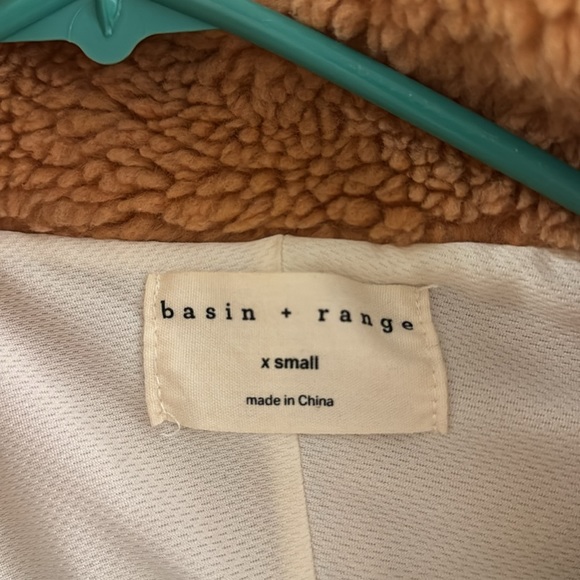 basin + range
x small
made in China